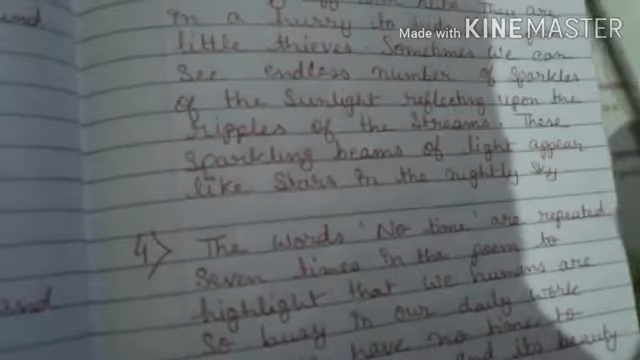 Made with KINEMASTER
in a hurry to
little thieves Sometimes we can
See endless number of Sparkles
of the Sunlight reflecting upon the
ripples of the Streams These
Sparkling beams of light appear
like Stars in the nightly Sky
4> The words 'No time' are repeated
Seven times in the poem to
highlight that we humans are
So busy in our daily work
have no time to
its beauty
and